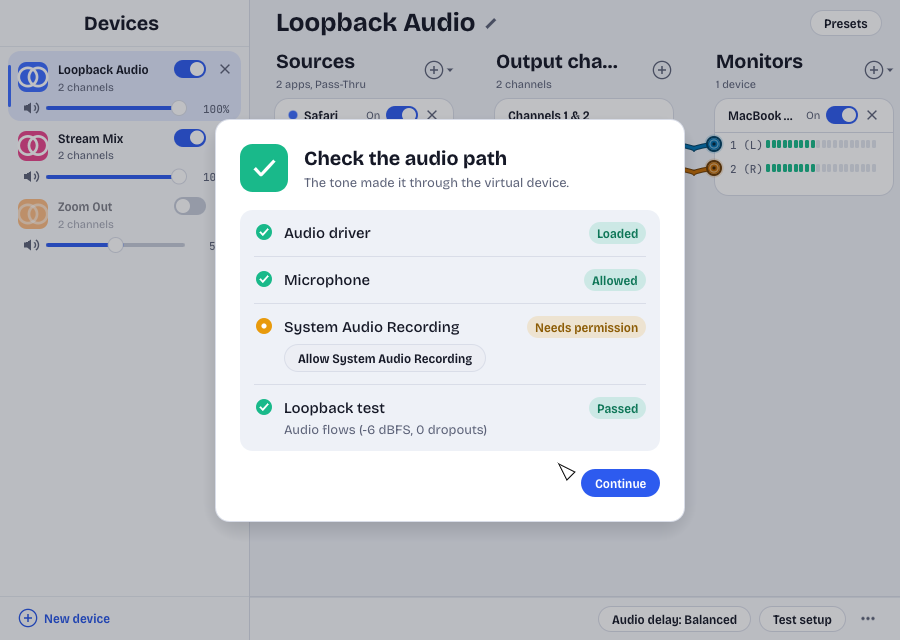 Devices
Loopback Audio
Presets
Loopback Audio
2 channels
100%
Stream Mix
2 channels
10
Zoom Out
2 channels
5
New device
Sources
2 apps, Pass-Thru
Output cha...
2 channels
Monitors
1 device
Safari
On
Channels 1 & 2
MacBook ...
On
1 (L)
2 (R)
Check the audio path
The tone made it through the virtual device.
Audio driver
Loaded
Microphone
Allowed
System Audio Recording
Needs permission
Allow System Audio Recording
Loopback test
Passed
Audio flows (-6 dBFS, 0 dropouts)
Continue
Audio delay: Balanced
Test setup